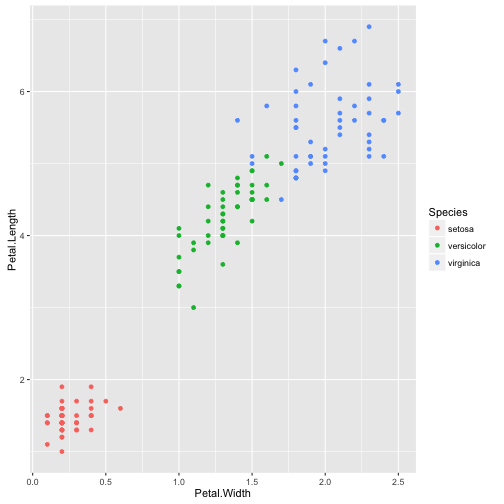 6
4
2
Petal.Length
0.0 0.5 1.0 1.5 2.0 2.5
Petal.Width
Species
setosa
versicolor
virginica